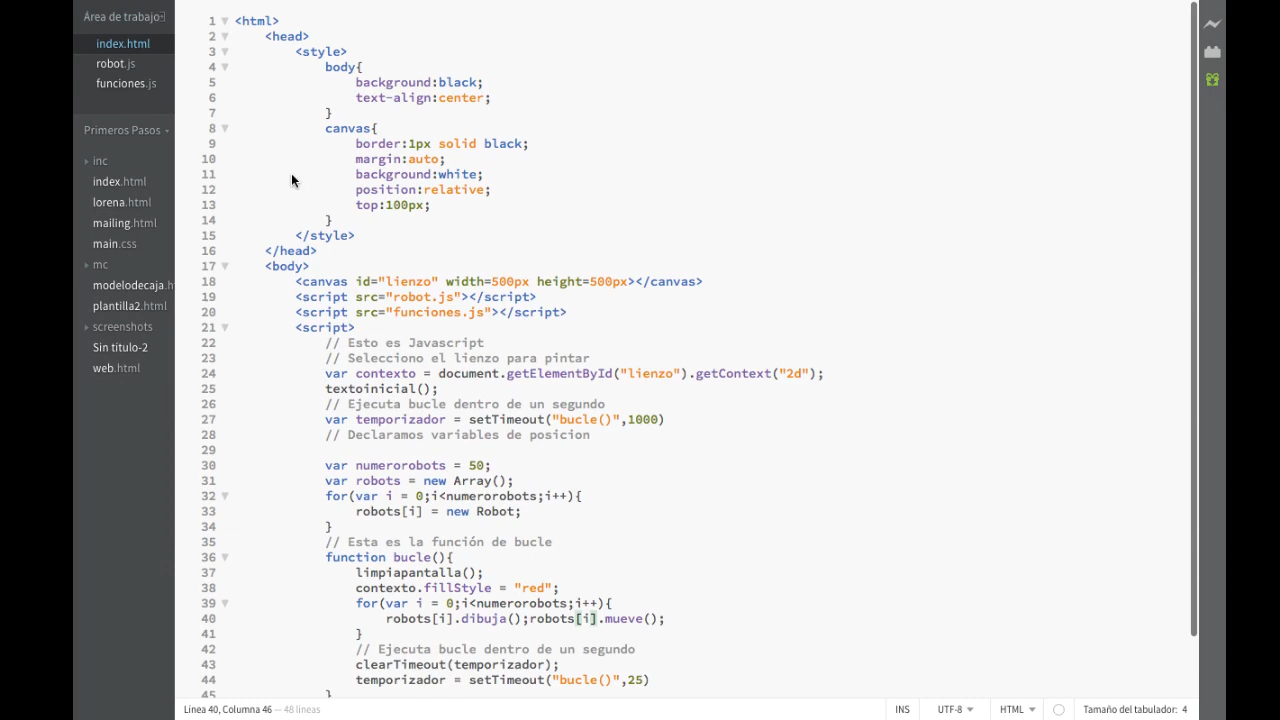 Área de trabajo
index.html
robot.js
funciones.js
Primeros Pasos
inc
index.html
lorena.html
mailing.html
main.css
mc
modelodecaja.h
plantilla2.html
screenshots
Sin título-2
web.html
1 <html>
2 <head>
3 <style>
4 body{
5 background:black;
6 text-align:center;
7 }
8 canvas{
9 border:1px solid black;
10 margin:auto;
11 background:white;
12 position:relative;
13 top:100px;
14 }
15 </style>
16 </head>
17 <body>
18 <canvas id="lienzo" width=500px height=500px></canvas>
19 <script src="robot.js"></script>
20 <script src="funciones.js"></script>
21 <script>
22 // Esto es Javascript
23 // Selecciono el lienzo para pintar
24 var contexto = document.getElementById("lienzo").getContext("2d");
25 textoinicial();
26 // Ejecuta bucle dentro de un segundo
27 var temporizador = setTimeout("bucle()",1000)
28 // Declaramos variables de posicion
29
30 var numerorobots = 50;
31 var robots = new Array();
32 for(var i = 0;i<numerorobots;i++){
33 robots[i] = new Robot;
34 }
35 // Esta es la función de bucle
36 function bucle(){
37 limpiapantalla();
38 contexto.fillStyle = "red";
39 for(var i = 0;i<numerorobots;i++){
40 robots[i].dibuja();robots[i].mueve();
41 }
42 // Ejecuta bucle dentro de un segundo
43 clearTimeout(temporizador);
44 temporizador = setTimeout("bucle()",25)
45 }
Línea 40, Columna 46 — 48 líneas
INS
UTF-8
HTML
Tamaño del tabulador: 4